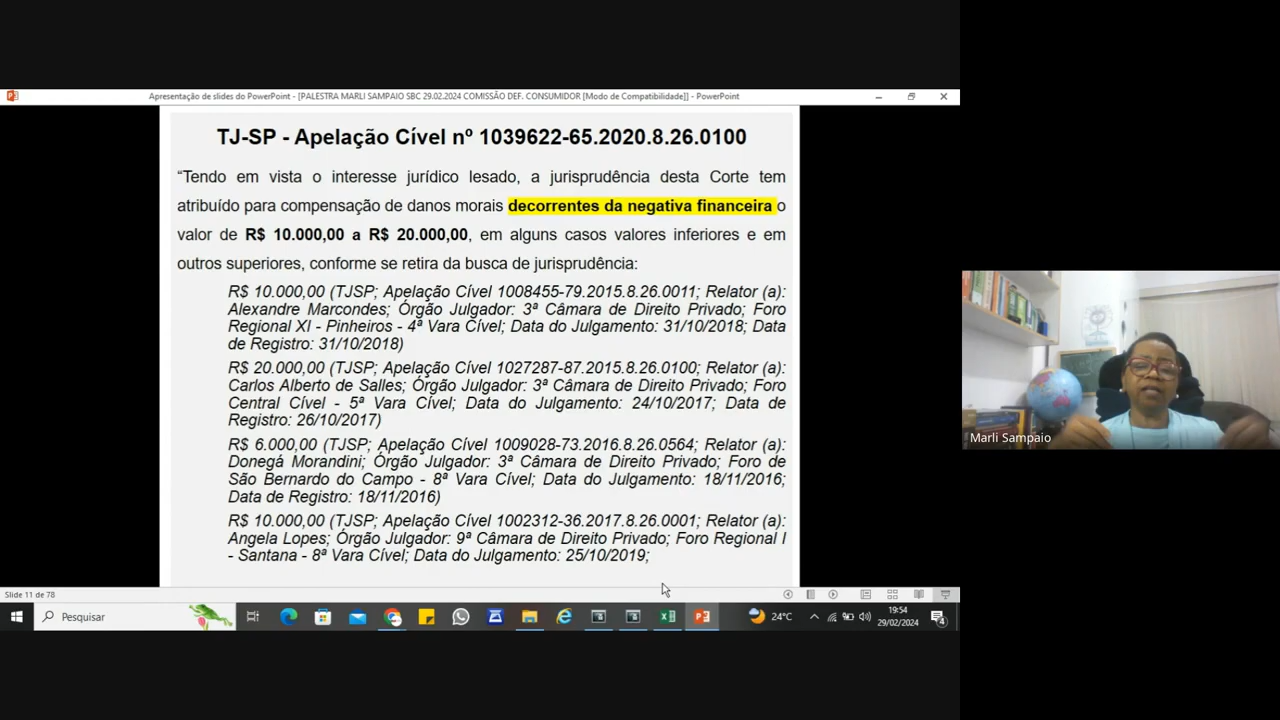 Apresentação de slides do PowerPoint - [PALESTRA MARLI SAMPAIO SBC 29.02.2024 COMISSÃO DEF. CONSUMIDOR [Modo de Compatibilidade]] - PowerPoint
TJ-SP - Apelação Cível nº 1039622-65.2020.8.26.0100
“Tendo em vista o interesse jurídico lesado, a jurisprudência desta Corte tem
atribuído para compensação de danos morais decorrentes da negativa financeira o
valor de R$ 10.000,00 a R$ 20.000,00, em alguns casos valores inferiores e em
outros superiores, conforme se retira da busca de jurisprudência:
R$ 10.000,00 (TJSP; Apelação Cível 1008455-79.2015.8.26.0011; Relator (a):
Alexandre Marcondes; Órgão Julgador: 3ª Câmara de Direito Privado; Foro
Regional XI - Pinheiros - 4ª Vara Cível; Data do Julgamento: 31/10/2018; Data
de Registro: 31/10/2018)
R$ 20.000,00 (TJSP; Apelação Cível 1027287-87.2015.8.26.0100; Relator (a):
Carlos Alberto de Salles; Órgão Julgador: 3ª Câmara de Direito Privado; Foro
Central Cível - 5ª Vara Cível; Data do Julgamento: 24/10/2017; Data de
Registro: 26/10/2017)
R$ 6.000,00 (TJSP; Apelação Cível 1009028-73.2016.8.26.0564; Relator (a):
Donegá Morandini; Órgão Julgador: 3ª Câmara de Direito Privado; Foro de
São Bernardo do Campo - 8ª Vara Cível; Data do Julgamento: 18/11/2016;
Data de Registro: 18/11/2016)
R$ 10.000,00 (TJSP; Apelação Cível 1002312-36.2017.8.26.0001; Relator (a):
Angela Lopes; Órgão Julgador: 9ª Câmara de Direito Privado; Foro Regional I
- Santana - 8ª Vara Cível; Data do Julgamento: 25/10/2019;
Marli Sampaio
Slide 11 de 78
Pesquisar
24°C
19:54
29/02/2024
4